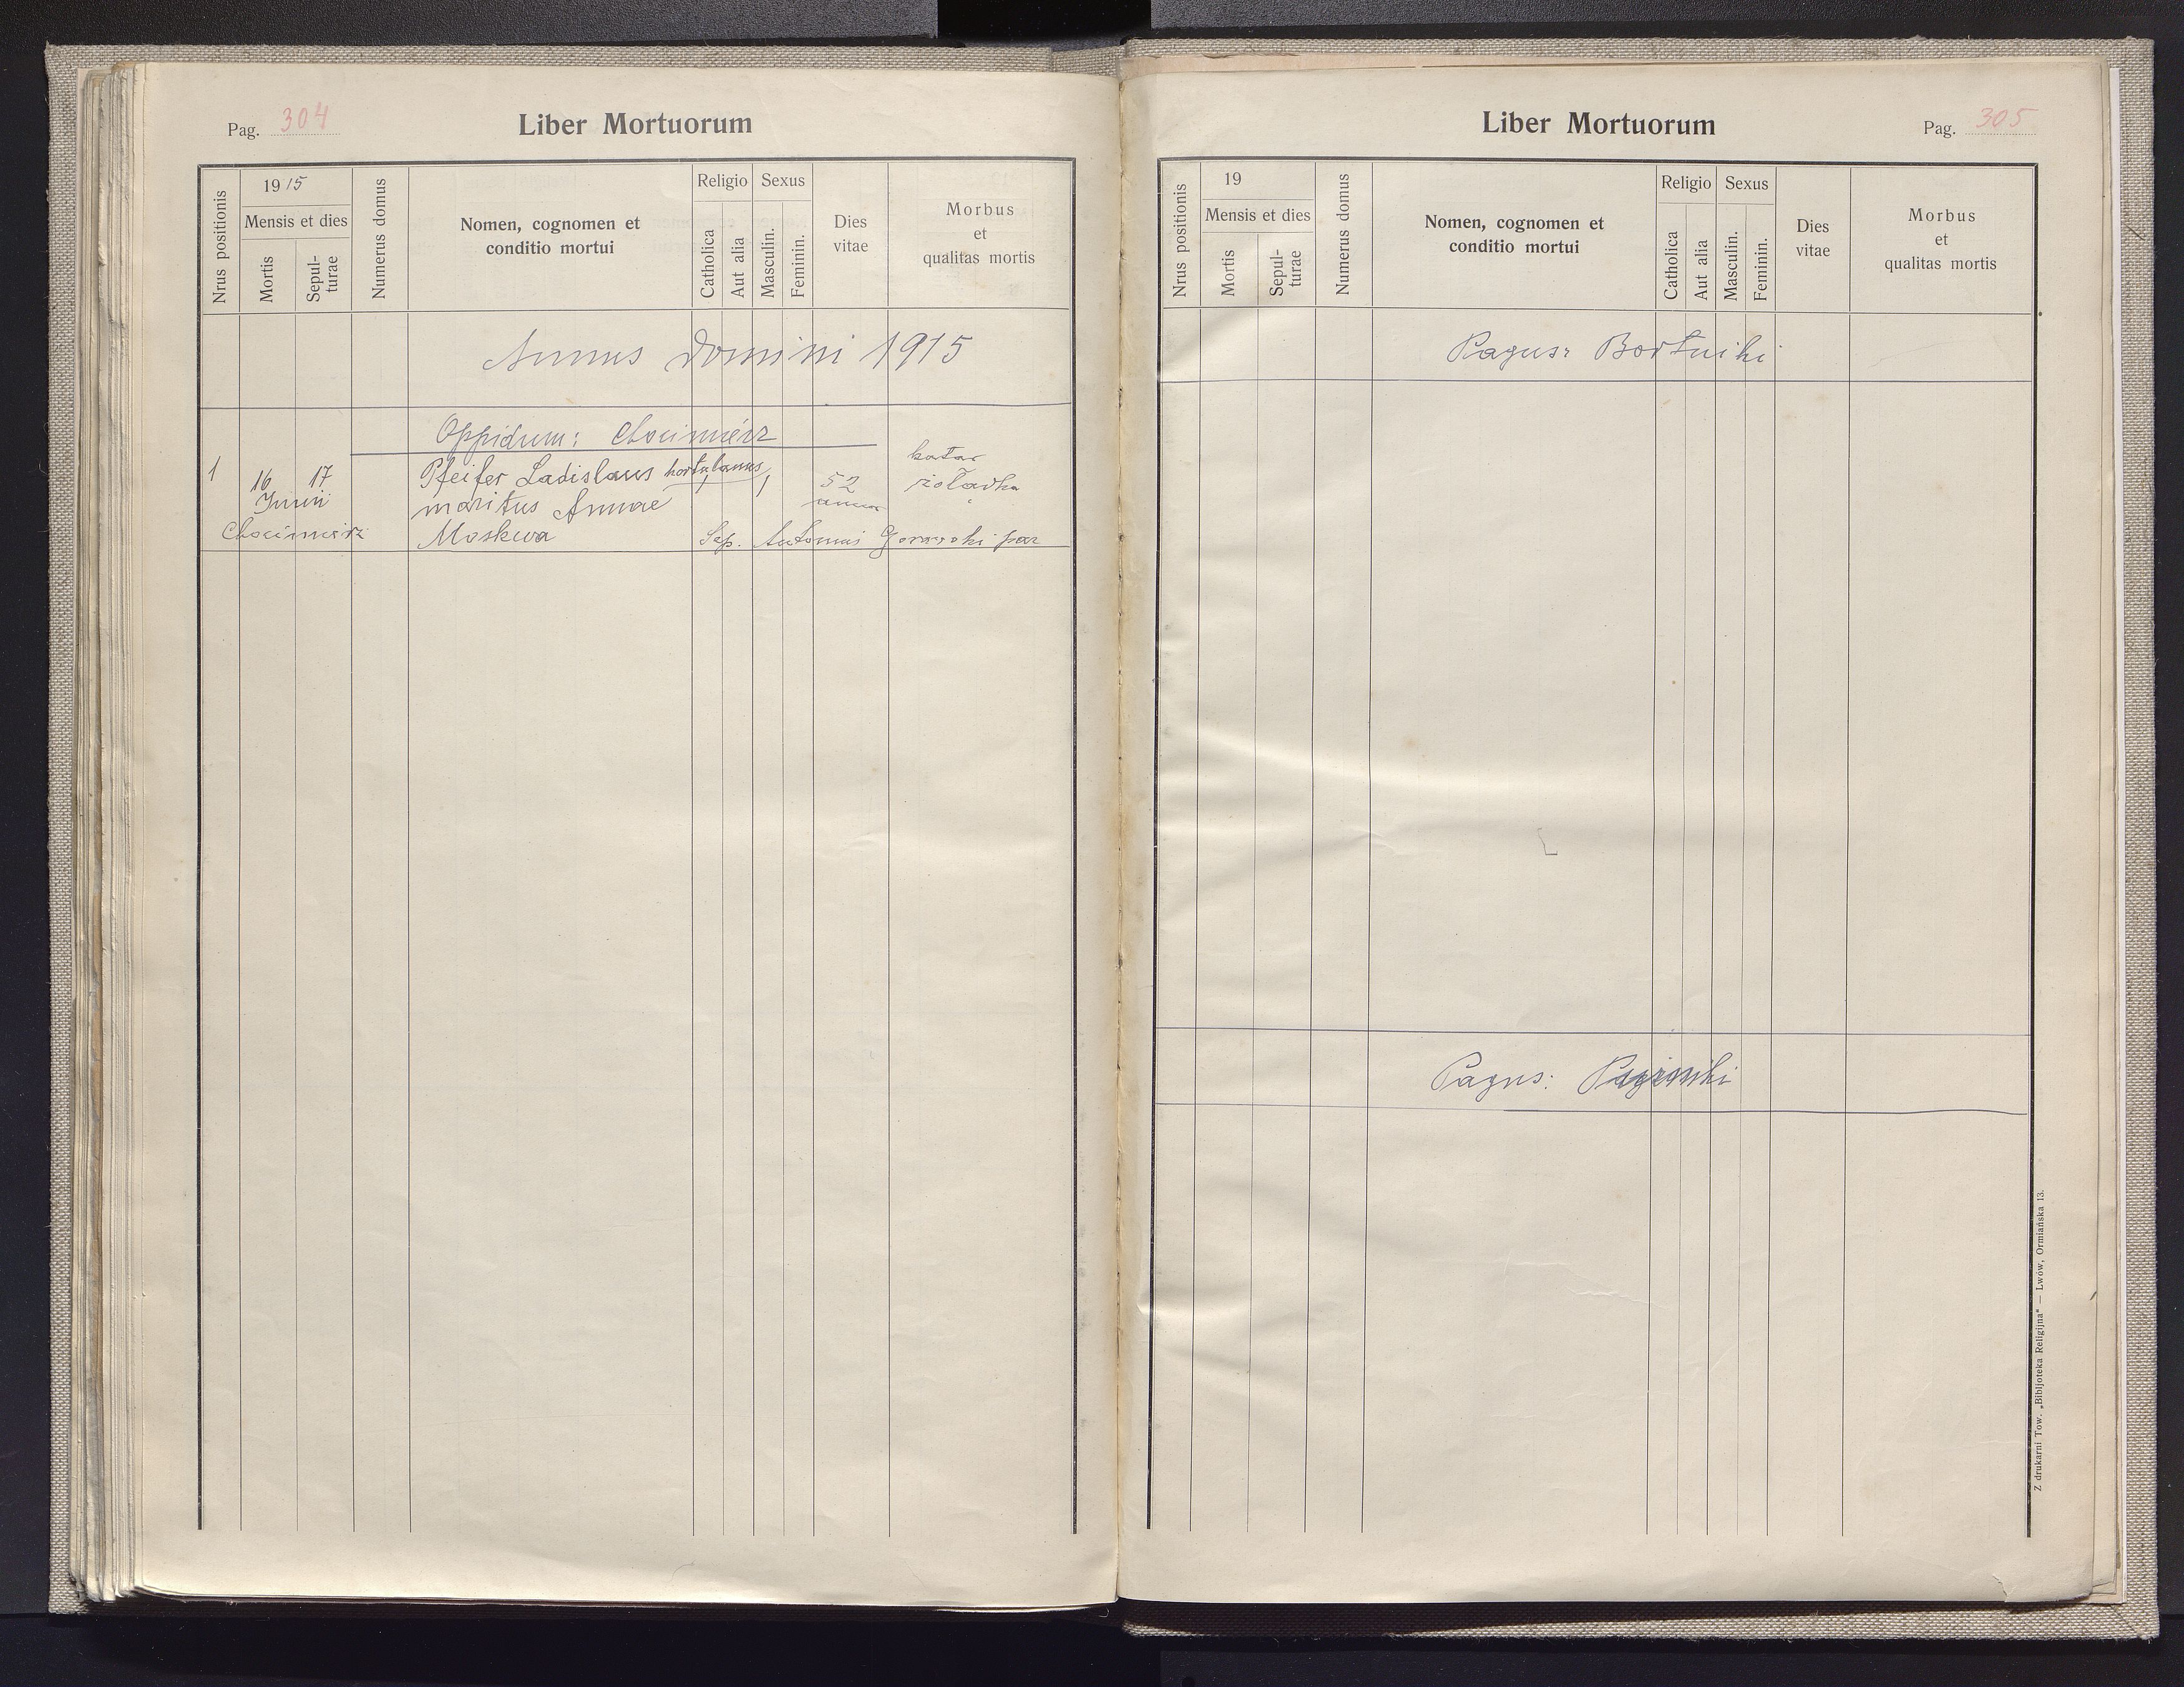 Pag. 304
Liber Mortuorum
Nrus positionis
1915
Mensis et dies
Mortis
Sepul-
turae
Numerus domus
Nomen, cognomen et
conditio mortui
Religio
Catholica
Aut alia
Sexus
Masculin.
Feminin.
Dies
vitae
Morbus
et
qualitas mortis
Annus Domini 1915
Oppidum: Chocimierz
1 16 17 Pfeifer Ladislaus hortulanus, 52 katar
Junii maritus Annae annor żołądka
Chocimierz Moskwa Sep. Antonius Gorarski par
Liber Mortuorum
Pag. 305
Nrus positionis
19
Mensis et dies
Mortis
Sepul-
turae
Numerus domus
Nomen, cognomen et
conditio mortui
Religio
Catholica
Aut alia
Sexus
Masculin.
Feminin.
Dies
vitae
Morbus
et
qualitas mortis
Pagus: Bortniki
Pagus:
Z drukarni Tow. „Bibljoteka Religijna" — Lwów, Ormiańska 13.